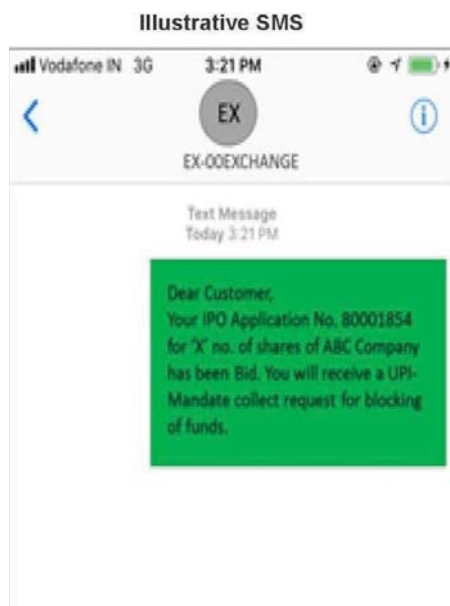 Illustrative SMS
Vodafone IN 3G 3:21 PM
EX
EX-00EXCHANGE
Text Message
Today 3:21 PM
Dear Customer,
Your IPO Application No. 80001854
for 'X' no. of shares of ABC Company
has been Bid. You will receive a UPI-
Mandate collect request for blocking
of funds.